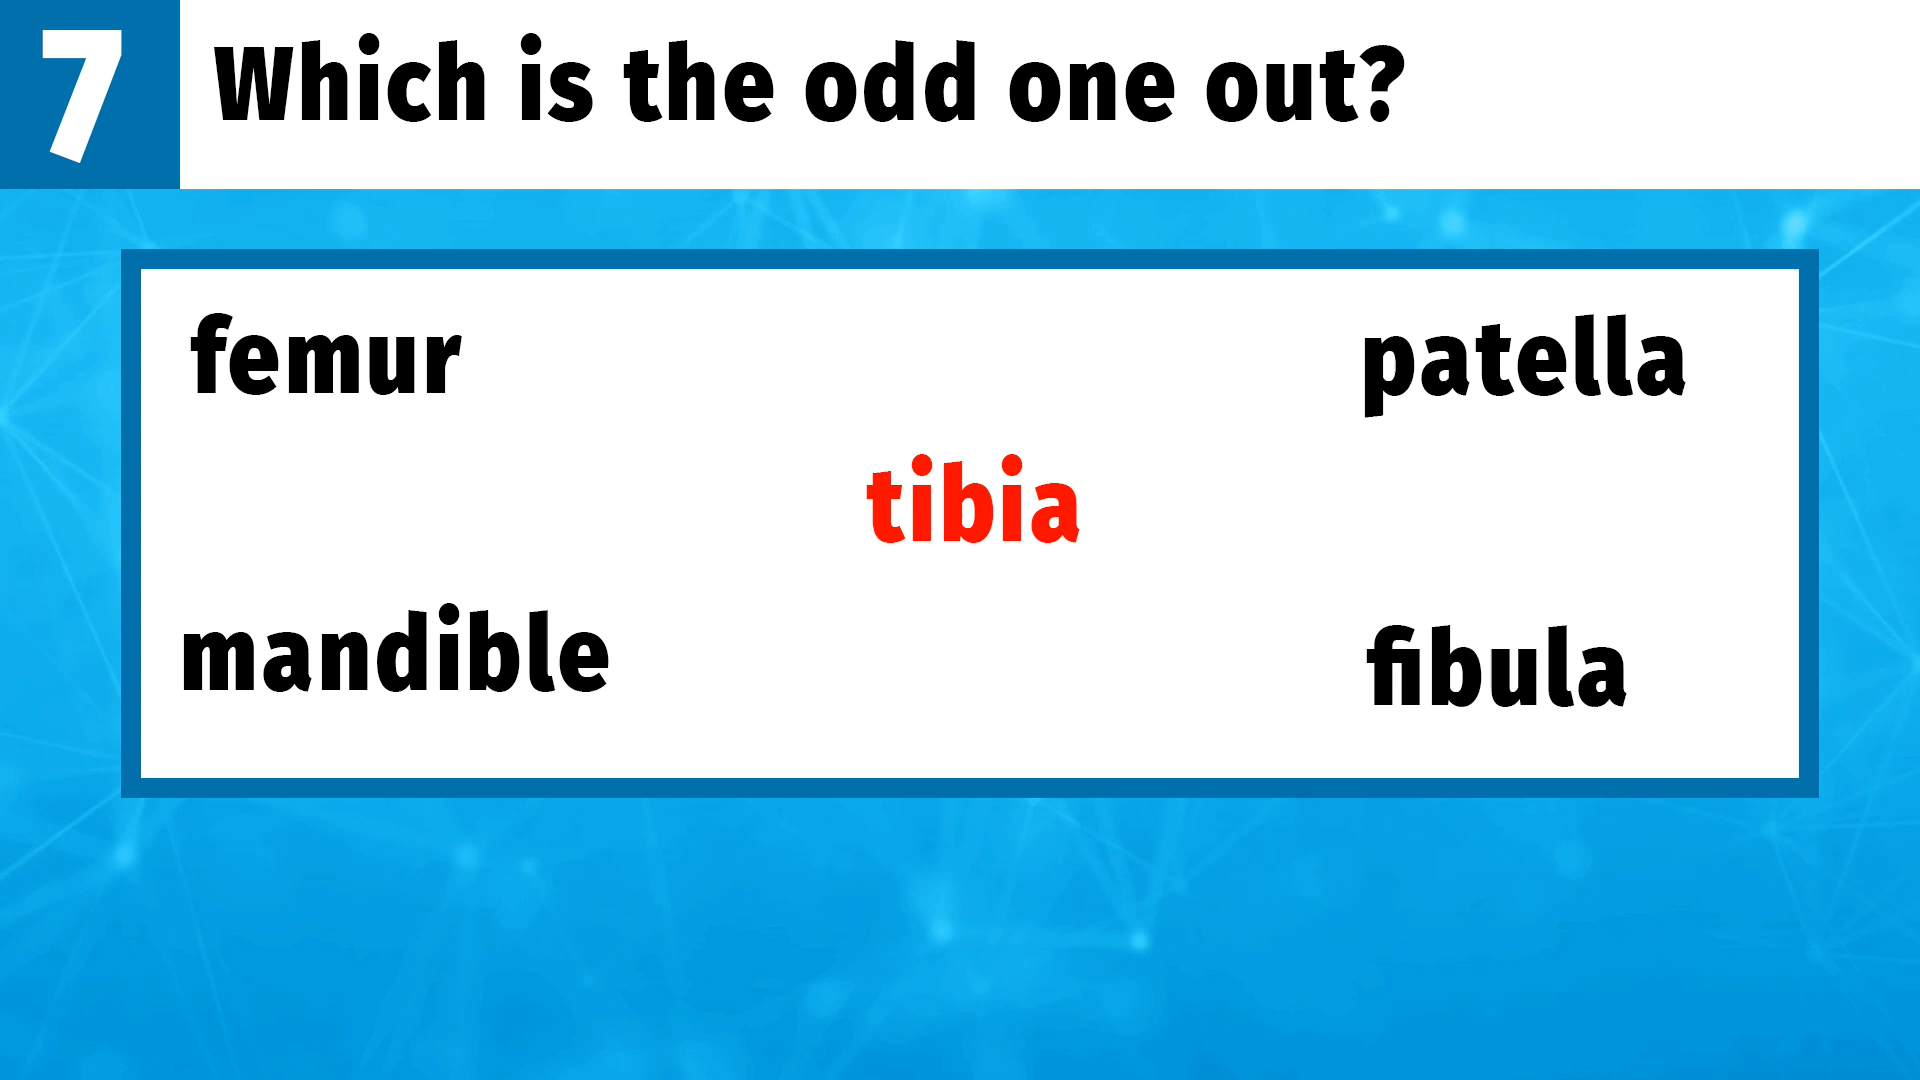 7
Which is the odd one out?
femur
patella
tibia
mandible
fibula